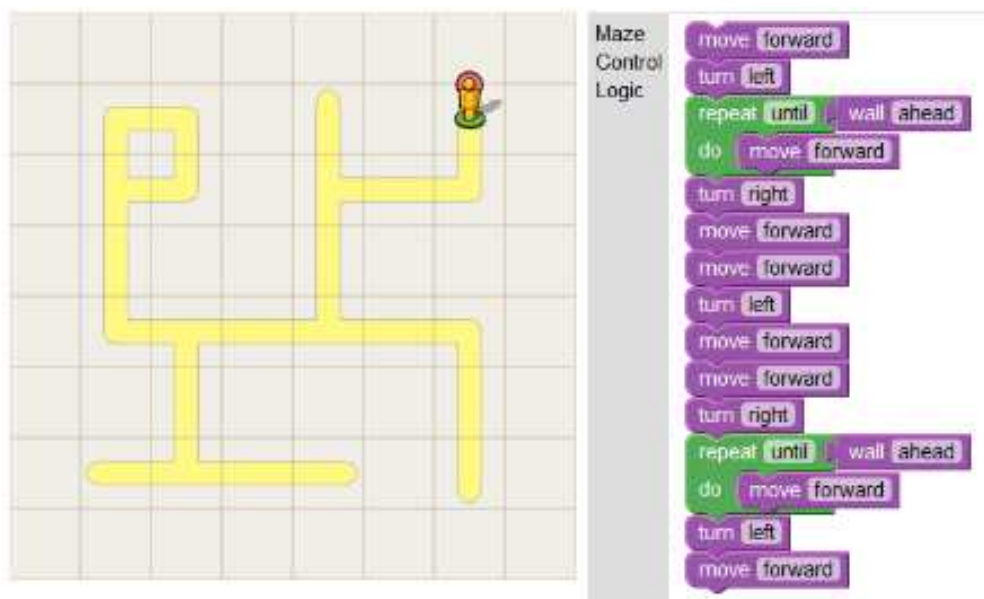 Maze
Control
Logic
move forward
turn left
repeat until wall ahead
do move forward
turn right
move forward
move forward
turn left
move forward
move forward
turn right
repeat until wall ahead
do move forward
turn left
move forward